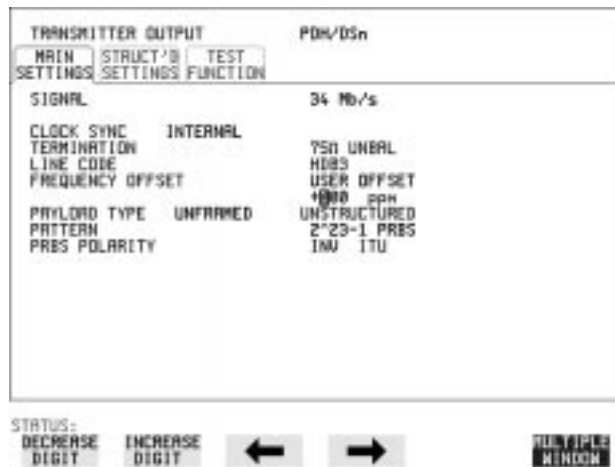 TRANSMITTER OUTPUT PDH/DSn
MAIN SETTINGS STRUCT'D SETTINGS TEST FUNCTION
SIGNAL 34 Mb/s
CLOCK SYNC INTERNAL
TERMINATION 75Ω UNBAL
LINE CODE HDB3
FREQUENCY OFFSET USER OFFSET
+000 ppm
PAYLOAD TYPE UNFRAMED UNSTRUCTURED
PATTERN 2^23-1 PRBS
PRBS POLARITY INV ITU
STATUS:
DECREASE DIGIT INCREASE DIGIT MULTIPLE WINDOW